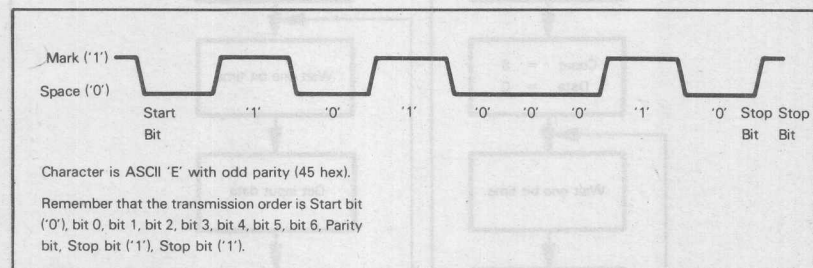 Mark ('1')
Space ('0')
Start '1' '0' '1' '0' '0' '0' '1' '0' Stop Stop
Bit Bit Bit
Character is ASCII 'E' with odd parity (45 hex).
Remember that the transmission order is Start bit
('0'), bit 0, bit 1, bit 2, bit 3, bit 4, bit 5, bit 6, Parity
bit, Stop bit ('1'), Stop bit ('1').